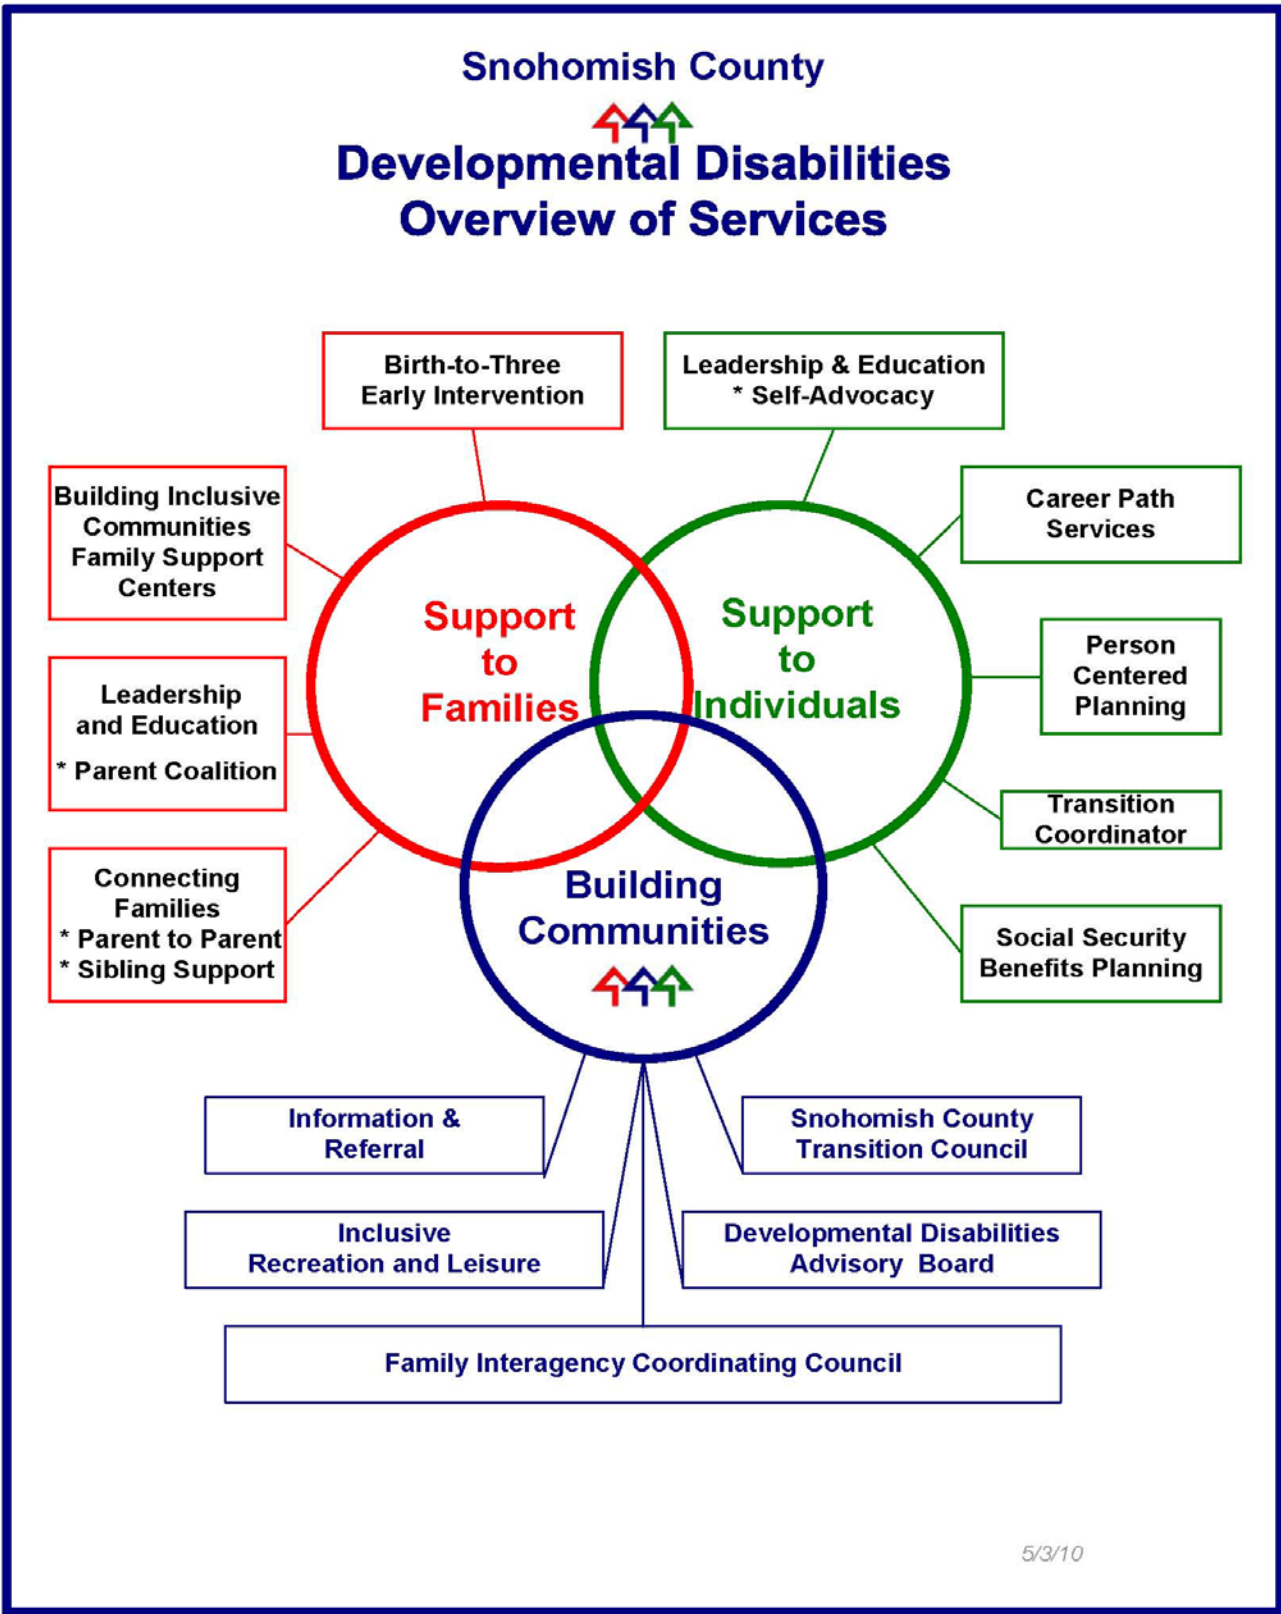 Snohomish County
Developmental Disabilities
Overview of Services
Birth-to-Three
Early Intervention
Leadership & Education
* Self-Advocacy
Building Inclusive
Communities
Family Support
Centers
Career Path
Services
Support
to
Families
Support
to
Individuals
Person
Centered
Planning
Leadership
and Education
* Parent Coalition
Transition
Coordinator
Connecting
Families
* Parent to Parent
* Sibling Support
Building
Communities
Social Security
Benefits Planning
Information &
Referral
Snohomish County
Transition Council
Inclusive
Recreation and Leisure
Developmental Disabilities
Advisory  Board
Family Interagency Coordinating Council
5/3/10